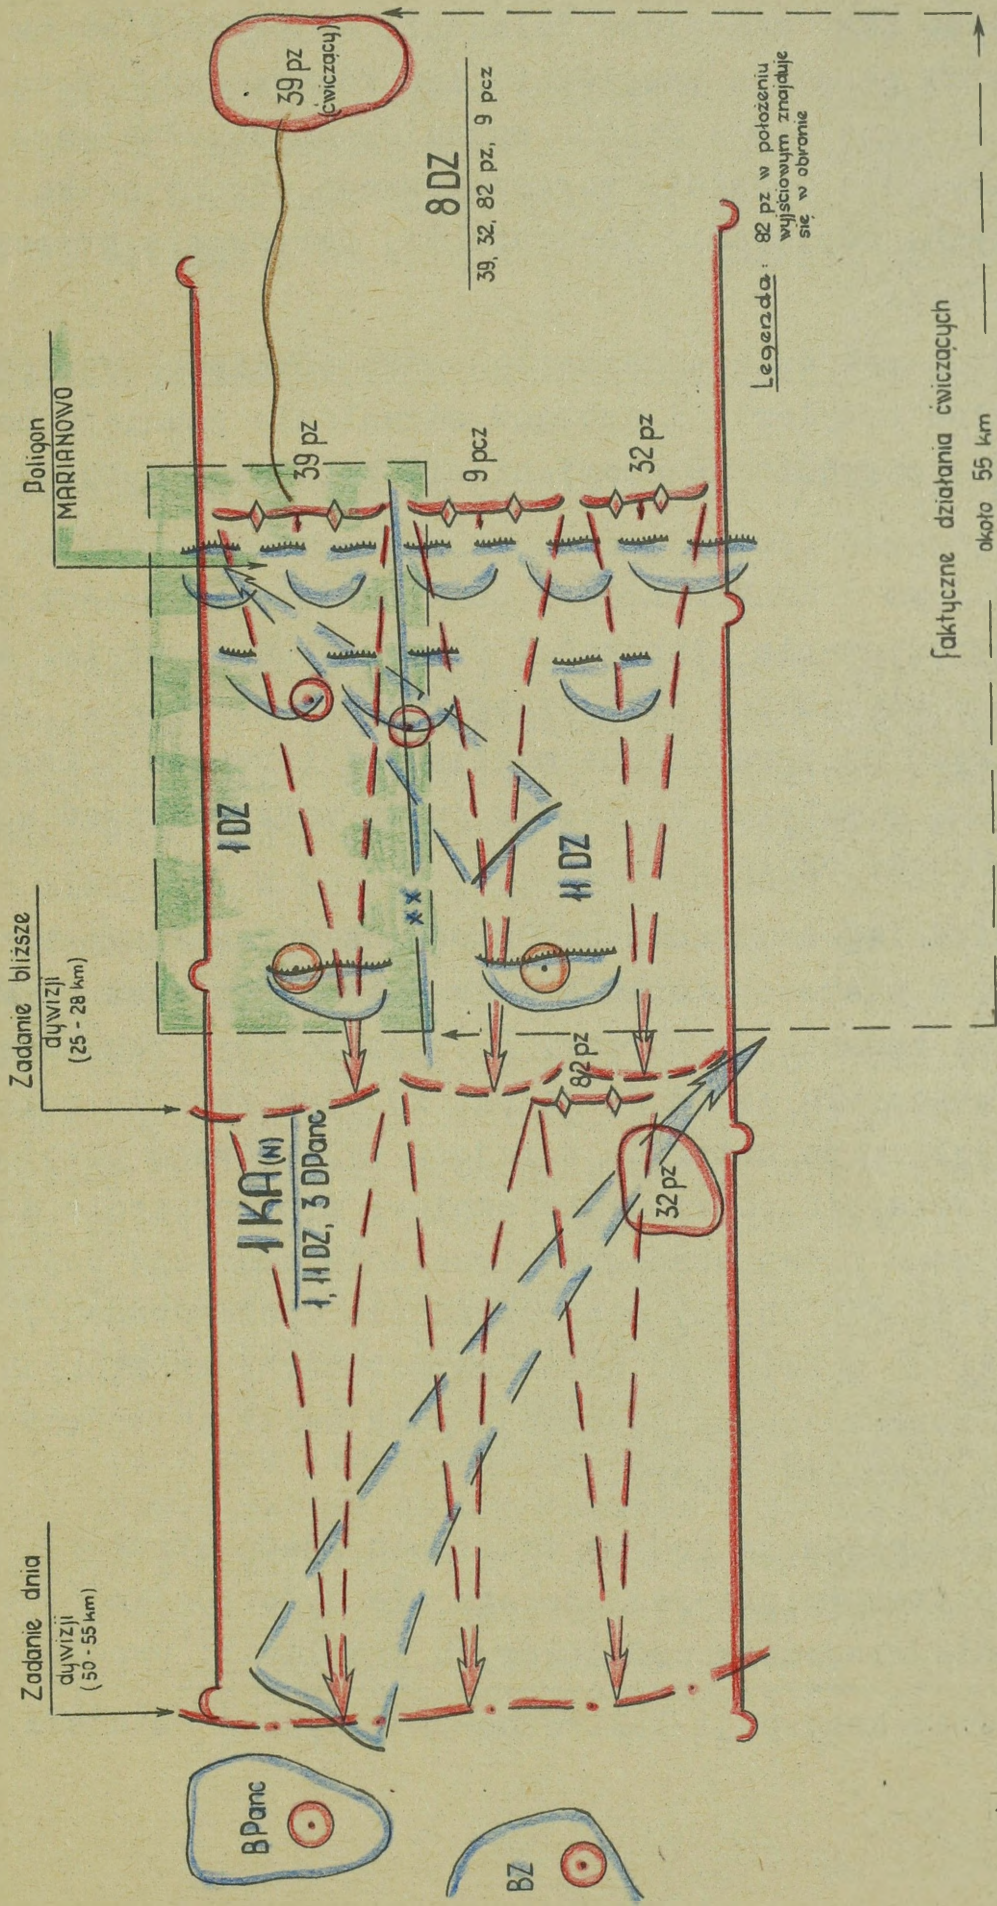 Zadanie dnia
dywizji
(50 - 55 km)
Zadanie bliższe
dywizji
(25 - 28 km)
Poligon
MARIANOWO
39 pz
(ćwiczący)
8 DZ
39, 32, 82 pz, 9 pcz
39 pz
9 pcz
32 pz
1 DZ
11 DZ
xx
1 KA (N)
1, 11 DZ, 3 DPanc
82 pz
32 pz
BPanc
BZ
Legenda: 82 pz w położeniu
wyjściowym znajduje
się w obronie
Faktyczne działania ćwiczących
około 55 km